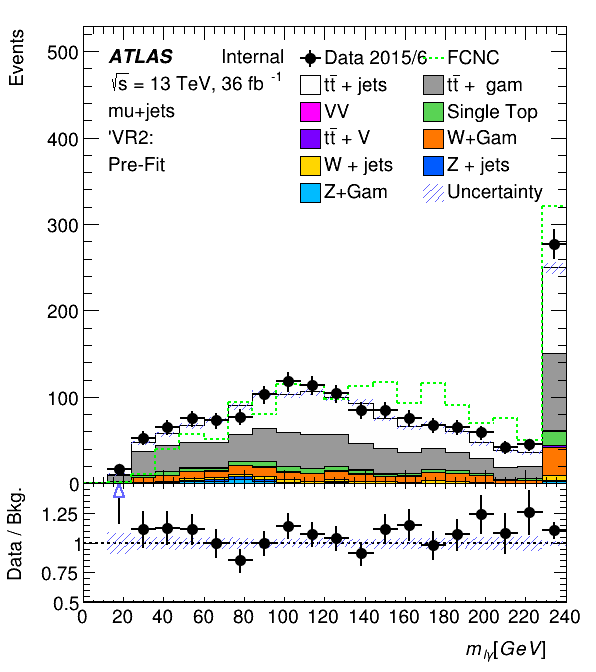 Events
500
400
300
200
100
0
ATLAS Internal
√s = 13 TeV, 36 fb -1
mu+jets
'VR2:
Pre-Fit
Data 2015/6 FCNC
tt̄ + jets tt̄ + gam
VV Single Top
tt̄ + V W+Gam
W + jets Z + jets
Z+Gam Uncertainty
Data / Bkg.
1.25
1
0.75
0.5
0 20 40 60 80 100 120 140 160 180 200 220 240
m_lγ [GeV]